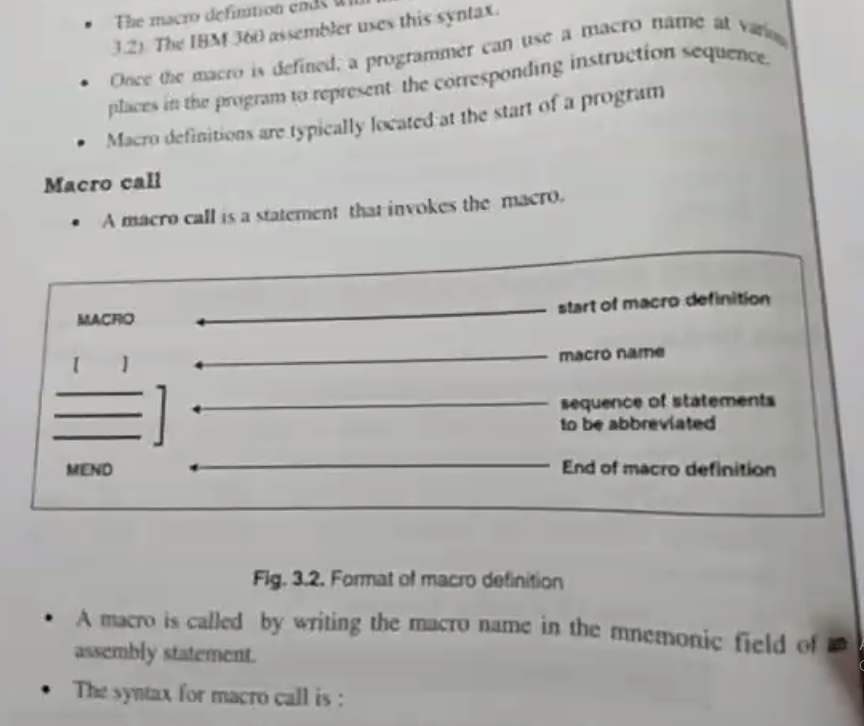 • The macro definition ends
3.2). The IBM 360 assembler uses this syntax.
• Once the macro is defined, a programmer can use a macro name at various
places in the program to represent the corresponding instruction sequence.
• Macro definitions are typically located at the start of a program
Macro call
• A macro call is a statement that invokes the macro.
MACRO start of macro definition
[ ] macro name
sequence of statements
to be abbreviated
MEND End of macro definition
Fig. 3.2. Format of macro definition
• A macro is called by writing the macro name in the mnemonic field of an
assembly statement.
• The syntax for macro call is :